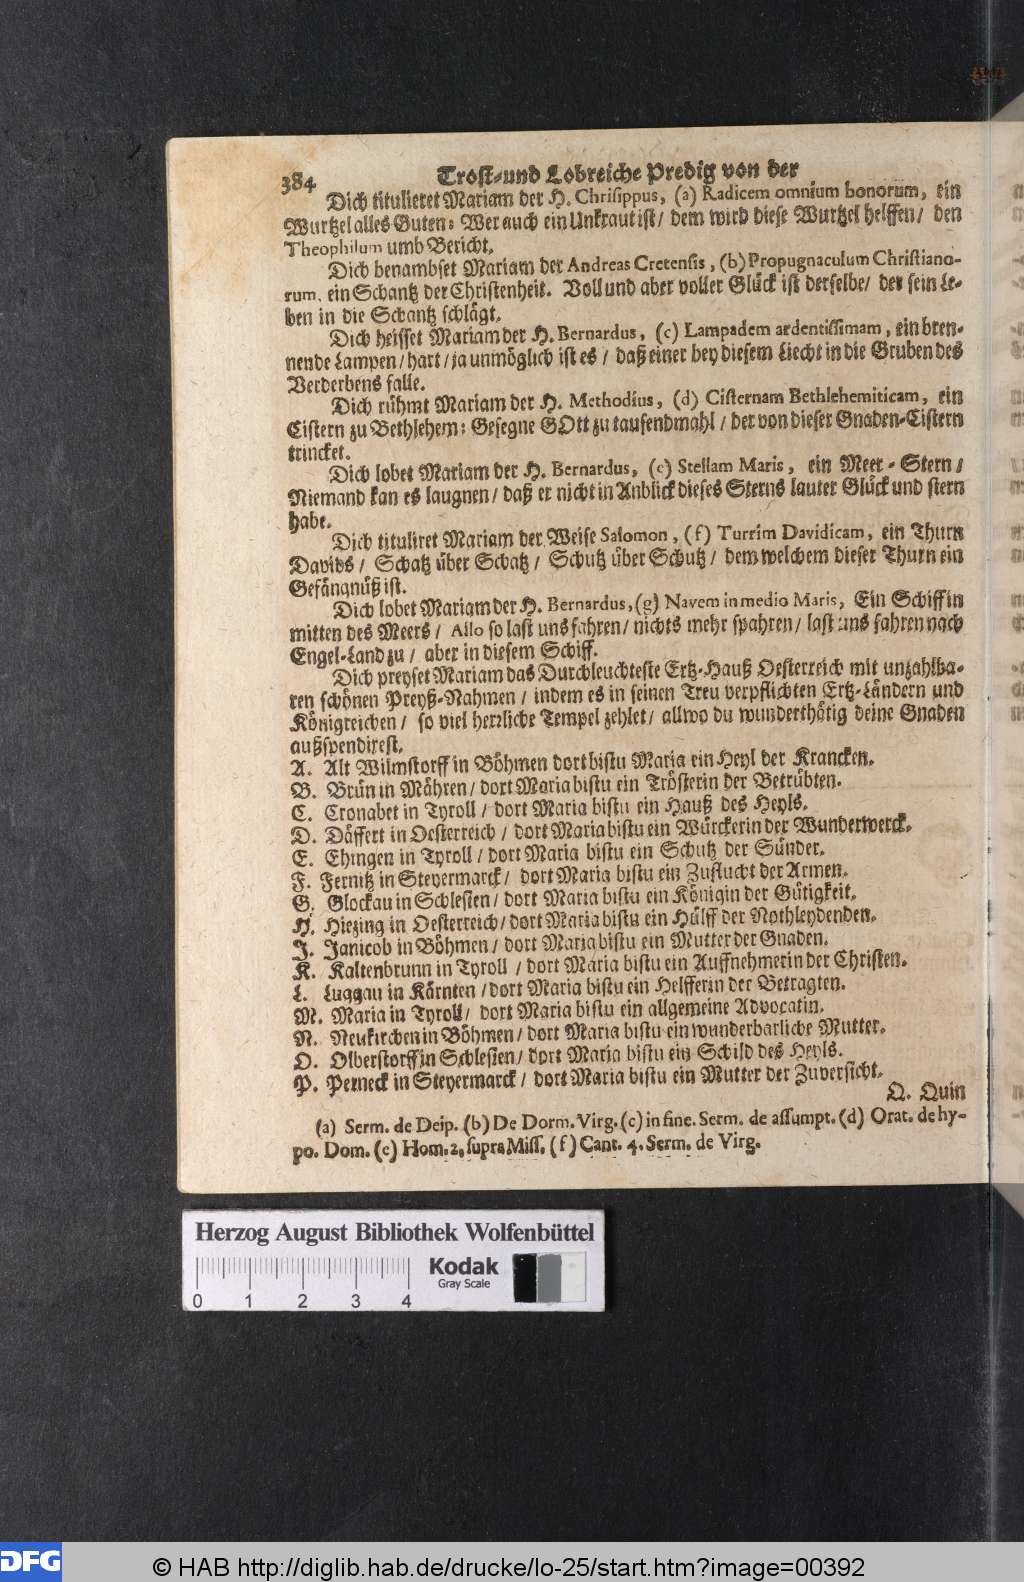 384 Trost-und Lobreiche Predig von der
Dich titulieret Mariam der H. Chrisippus, (a) Radicem omnium bonorum, ein
Wurtzel alles Guten: Wer auch ein Unkraut ist / dem wird diese Wurtzel helffen / den
Theophilum umb Bericht.
Dich benambset Mariam der Andreas Cretensis, (b) Propugnaculum Christiano-
rum, ein Schantz der Christenheit. Voll und aber voller Glück ist derselbe / der sein Le-
ben in die Schantz schlägt.
Dich heisset Mariam der H. Bernardus, (c) Lampadem ardentissimam, ein bren-
nende Lampen / hart / ja unmöglich ist es / daß einer bey diesem Liecht in die Gruben des
Verderbens falle.
Dich rühmt Mariam der H. Methodius, (d) Cisternam Bethlehemiticam, ein
Cistern zu Bethlehem: Gesegne GOtt zu tausendmahl / der von dieser Gnaden-Cistern
trincket.
Dich lobet Mariam der H. Bernardus, (e) Stellam Maris, ein Meer-Stern /
Niemand kan es laugnen / daß er nicht in Anblick dieses Sterns lauter Glück und stern
habe.
Dich tituliret Mariam der Weise Salomon, (f) Turrim Davidicam, ein Thurn
Davids / Schatz über Schatz / Schutz über Schutz / dem welchem dieser Thurn ein
Gefängnüß ist.
Dich lobet Mariam der H. Bernardus, (g) Navem in medio Maris, Ein Schiff in
mitten des Meers / Allo so last uns fahren / nichts mehr spahren / last uns fahren nach
Engel-Land zu / aber in diesem Schiff.
Dich preyset Mariam das Durchleuchteste Ertz-Hauß Oesterreich mit unzahlba-
ren schönen Preyß-Nahmen / indem es in seinen Treu verpflichten Ertz-Ländern und
Königreichen / so viel herrliche Tempel zehlet / allwo du wunderthätig deine Gnaden
außspendirest.
A. Alt Wilmstorff in Böhmen dort bistu Maria ein Heyl der Krancken.
B. Brün in Mähren / dort Maria bistu ein Trösterin der Betrübten.
C. Cronabet in Tyroll / dort Maria bistu ein Hauß des Heyls.
D. Däffert in Oesterreich / dort Maria bistu ein Würckerin der Wunderwerck.
E. Ehingen in Tyroll / dort Maria bistu ein Schutz der Sünder.
F. Fernitz in Steyermarck / dort Maria bistu ein Zuflucht der Armen.
G. Glockau in Schlesien / dort Maria bistu ein Königin der Gütigkeit.
H. Hiezing in Oesterreich / dort Maria bistu ein Hülff der Nothleydenden.
J. Janicob in Böhmen / dort Maria bistu ein Mutter der Gnaden.
K. Kaltenbrunn in Tyroll / dort Maria bistu ein Auffnehmerin der Christen.
L. Luggau in Kärnten / dort Maria bistu ein Helfferin der Betragten.
M. Maria in Tyroll / dort Maria bistu ein allgemeine Advocatin.
N. Neukirchen in Böhmen / dort Maria bistu ein wunderbarliche Mutter.
O. Olberstorff in Schlesien / dort Maria bistu ein Schild des Heyls.
P. Perneck in Steyermarck / dort Maria bistu ein Mutter der Zuversicht.
Q. Quin
(a) Serm. de Deip. (b) De Dorm. Virg. (c) in fine. Serm. de assumpt. (d) Orat. de hy-
po. Dom. (e) Hom. 2. supra Miss. (f) Cant. 4. Serm. de Virg.
Herzog August Bibliothek Wolfenbüttel
Kodak
Gray Scale
0 1 2 3 4
DFG © HAB http://diglib.hab.de/drucke/lo-25/start.htm?image=00392